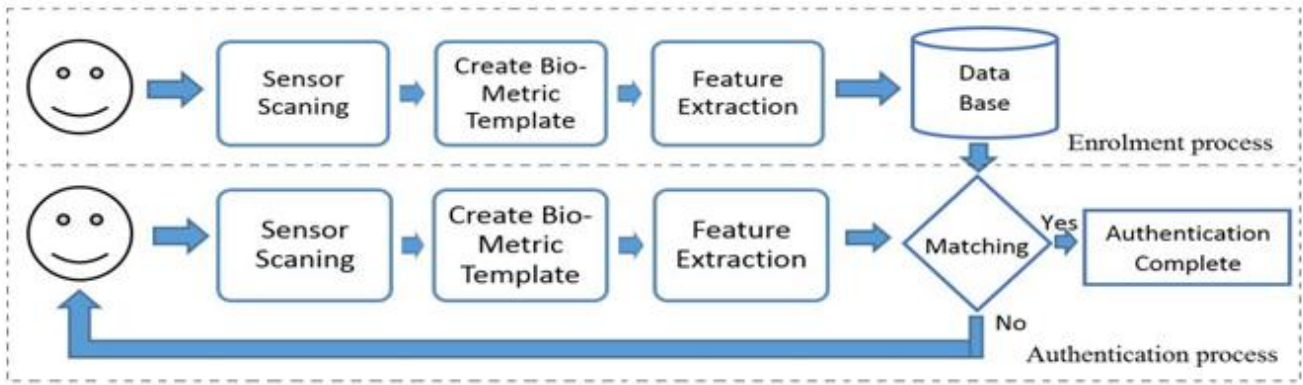 Sensor
Scaning
Create Bio-
Metric
Template
Feature
Extraction
Data
Base
Enrolment process
Sensor
Scaning
Create Bio-
Metric
Template
Feature
Extraction
Matching
Yes
Authentication
Complete
No
Authentication process